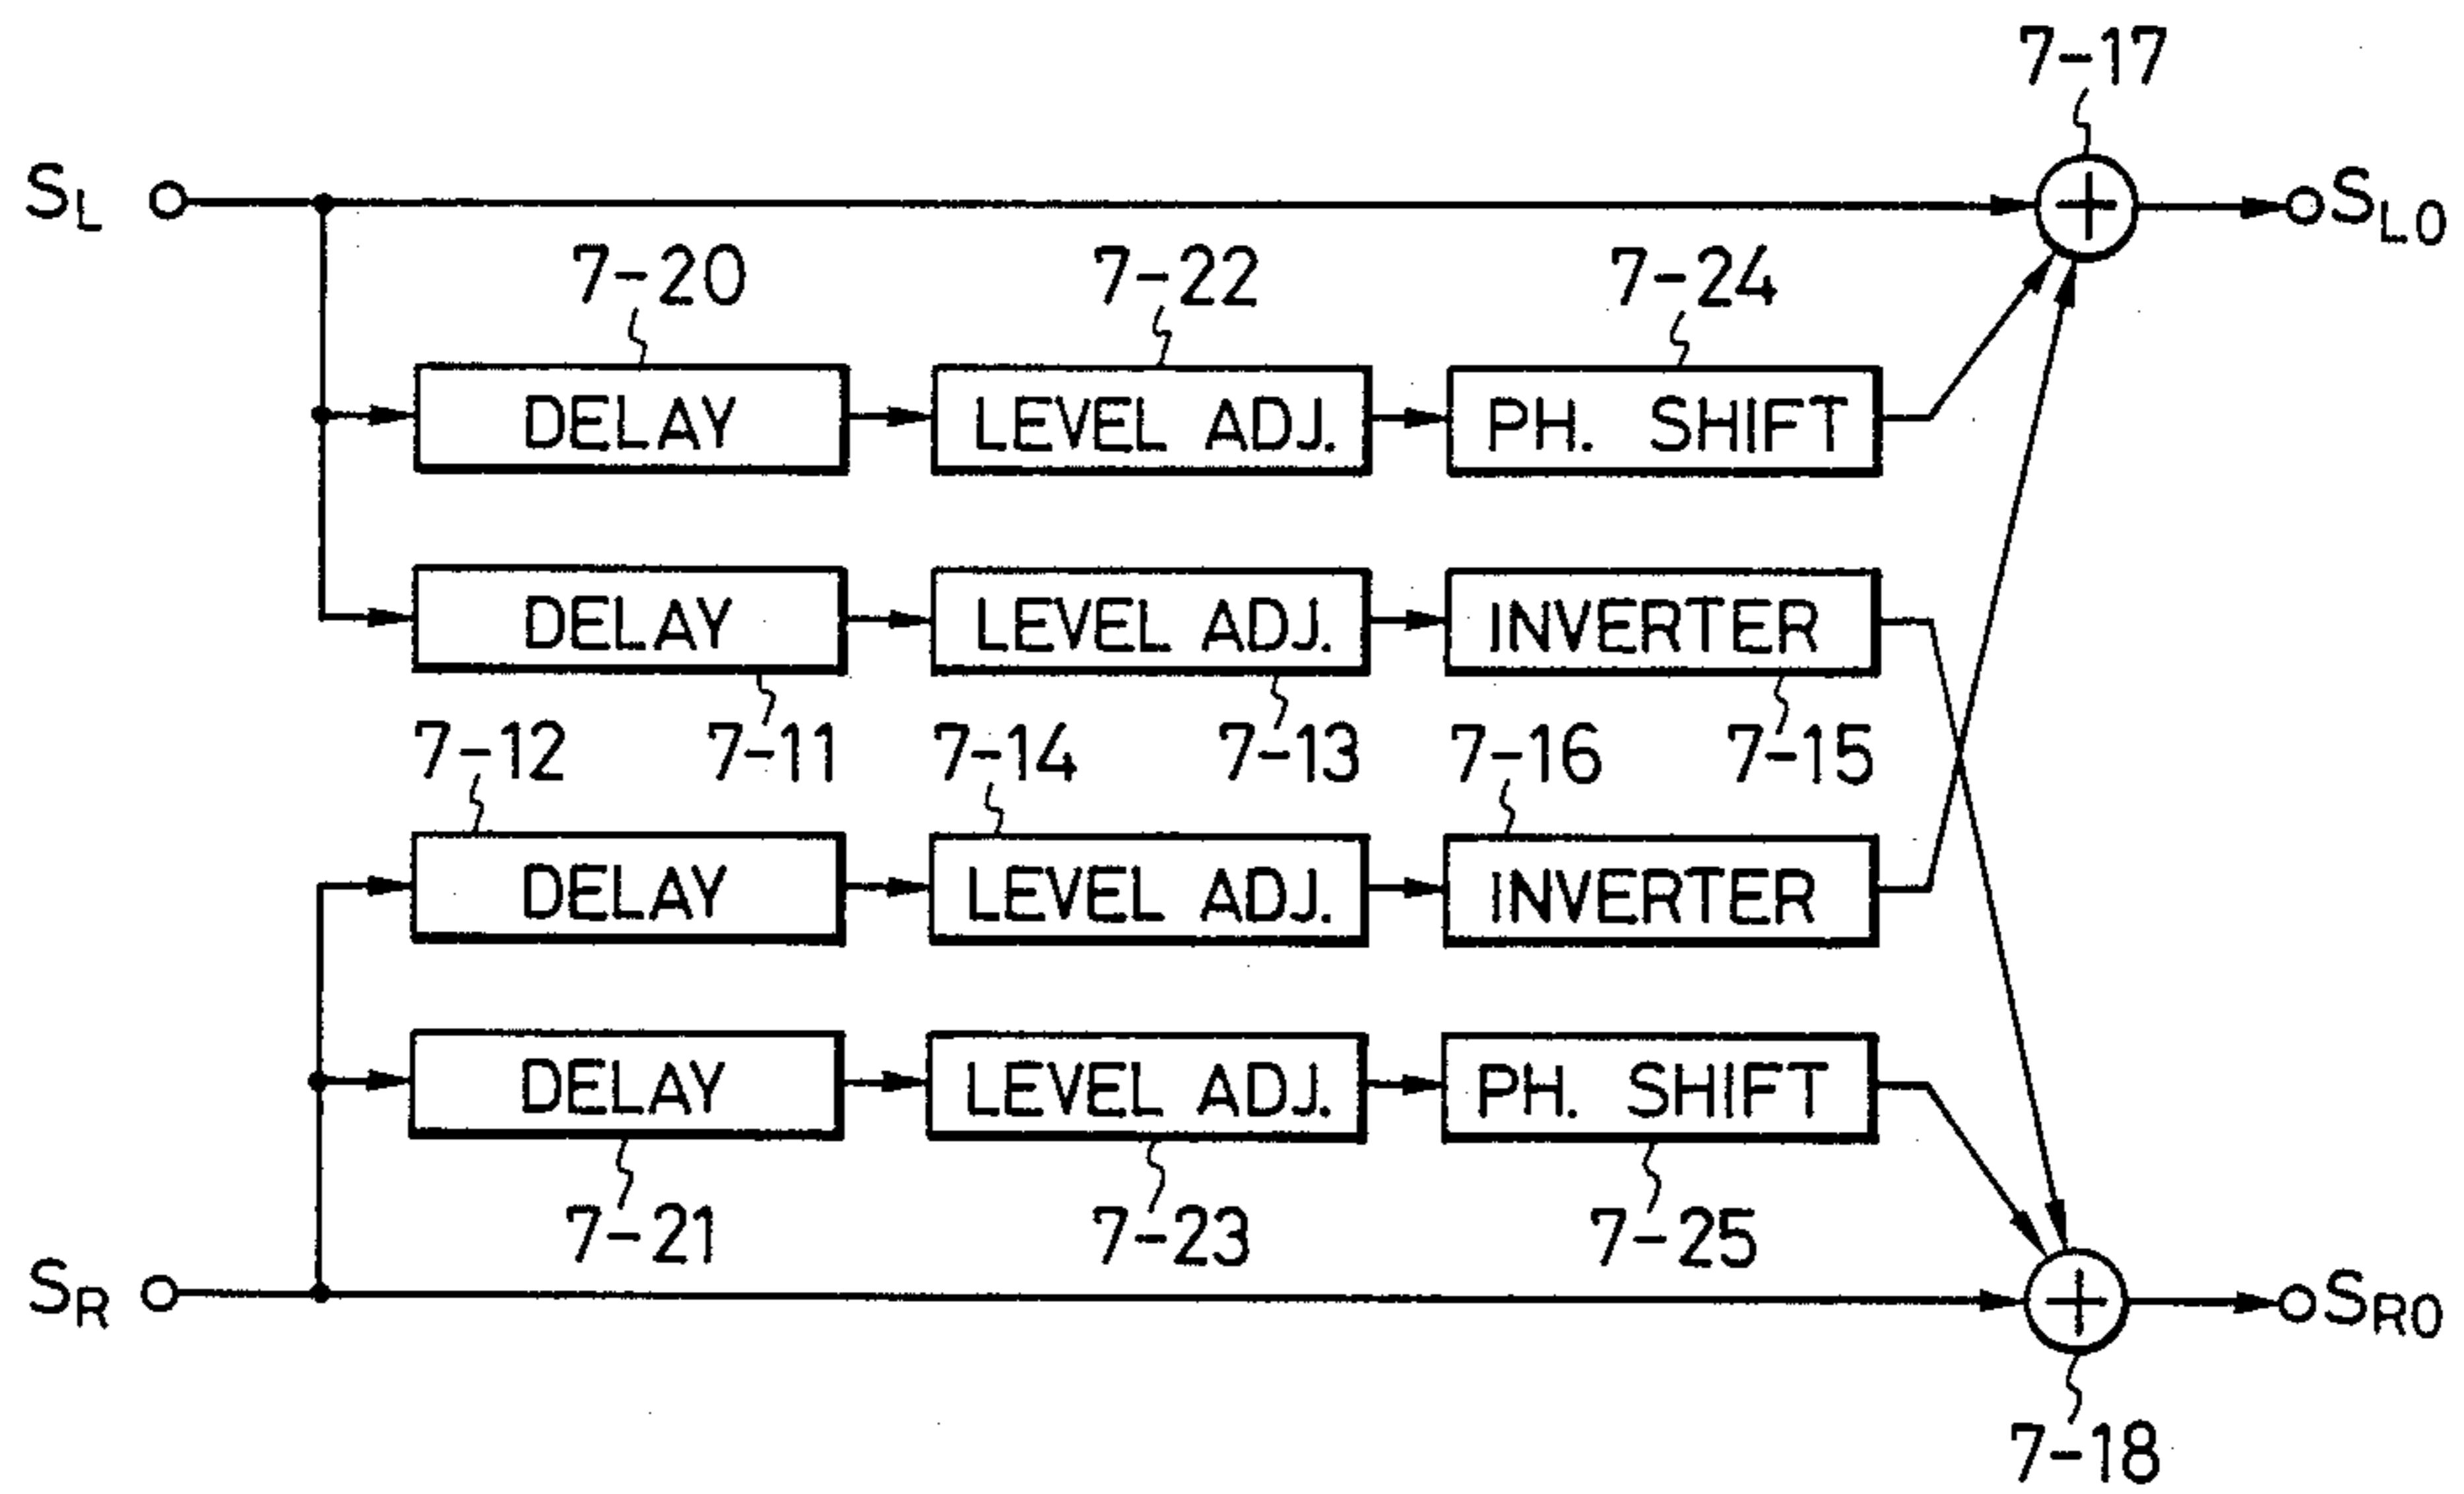 7-17
SL
SLO
7-20 7-22 7-24
DELAY LEVEL ADJ. PH. SHIFT
DELAY LEVEL ADJ. INVERTER
7-12 7-11 7-14 7-13 7-16 7-15
DELAY LEVEL ADJ. INVERTER
DELAY LEVEL ADJ. PH. SHIFT
7-21 7-23 7-25
SR
SRO
7-18